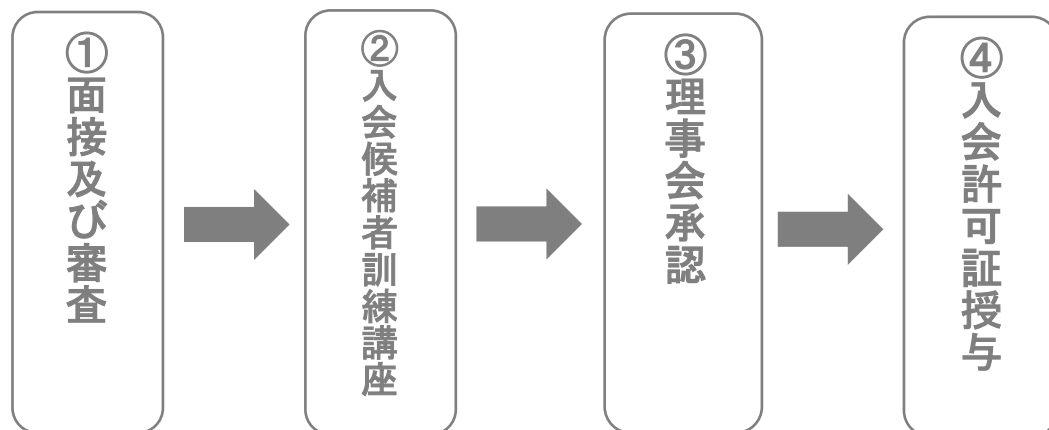 ①面接及び審査
②入会候補者訓練講座
③理事会承認
④入会許可証授与